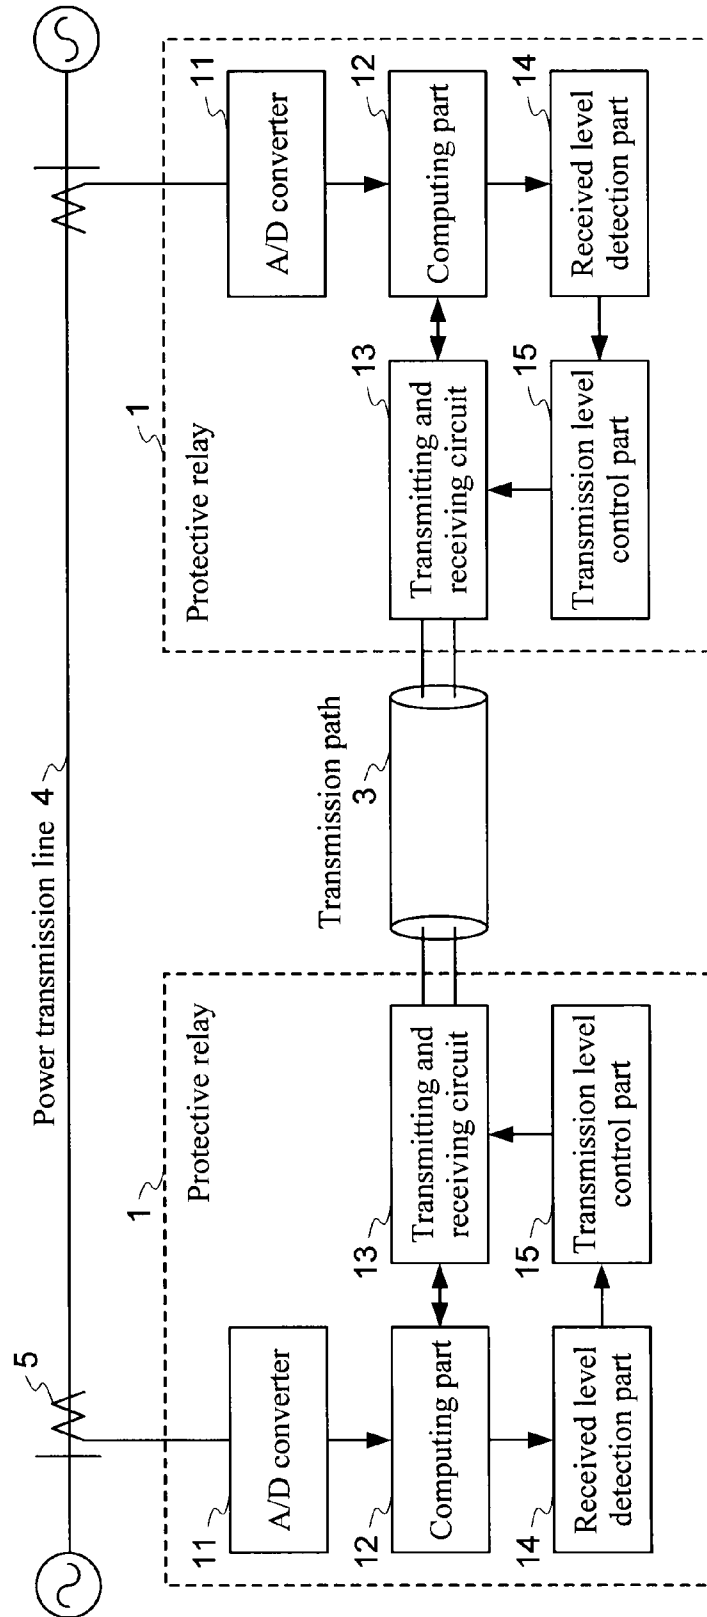 Power transmission line 4
5
1
Protective relay
11
A/D converter
12
Computing part
13
Transmitting and
receiving circuit
14
Received level
detection part
15
Transmission level
control part
Transmission path
3
1
Protective relay
11
A/D converter
13
Transmitting and
receiving circuit
12
Computing part
15
Transmission level
control part
14
Received level
detection part